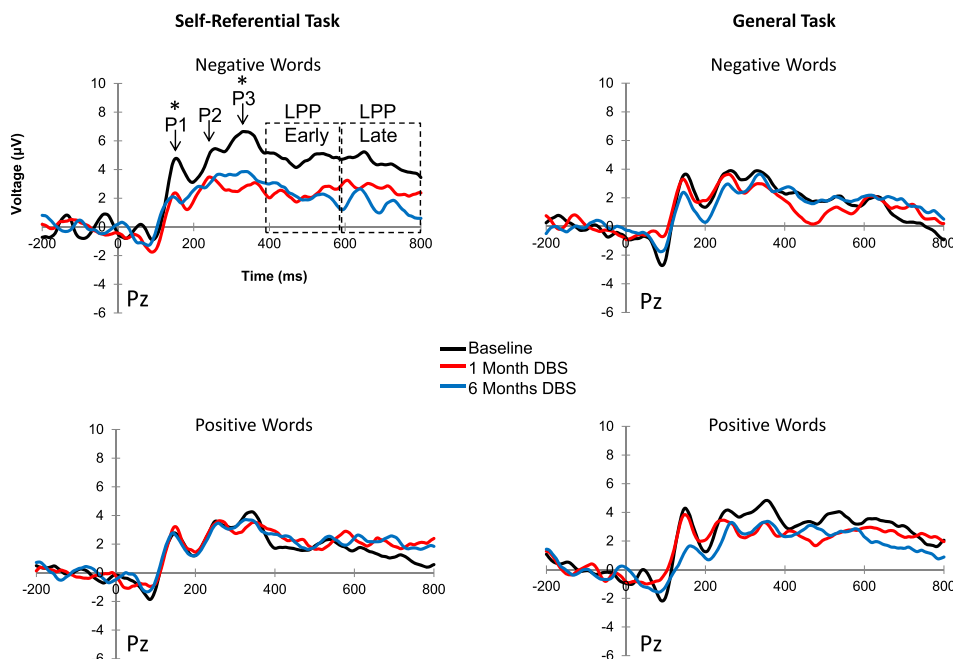 Self-Referential Task
General Task
Negative Words
Negative Words
10
8
6
4
2
0
-2
-4
-6
-200
0
200
400
600
800
*
P1
P2
*
P3
LPP
Early
LPP
Late
Voltage (µV)
Time (ms)
Pz
10
8
6
4
2
0
-2
-4
-6
-200
0
200
400
600
800
Pz
Baseline
1 Month DBS
6 Months DBS
Positive Words
Positive Words
10
8
6
4
2
0
-2
-4
-6
-200
0
200
400
600
800
Pz
10
8
6
4
2
0
-2
-4
-6
-200
0
200
400
600
800
Pz